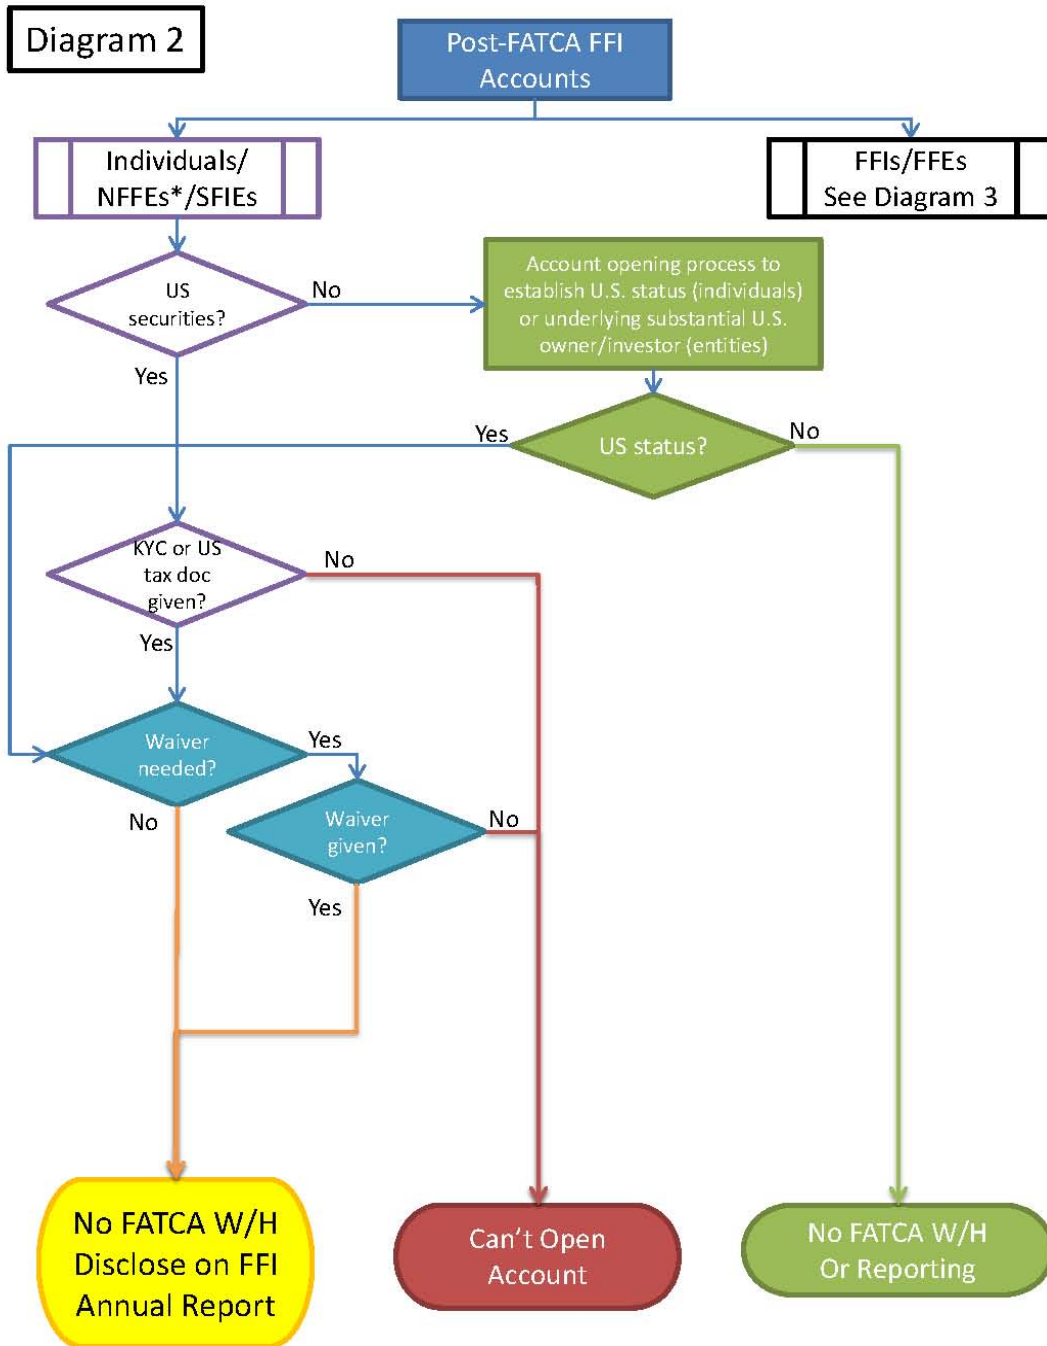 Diagram 2
Post-FATCA FFI
Accounts
Individuals/
NFFEs*/SFIEs
FFIs/FFEs
See Diagram 3
US
securities?
No
Account opening process to
establish U.S. status (individuals)
or underlying substantial U.S.
owner/investor (entities)
Yes
Yes
US status?
No
KYC or US
tax doc
given?
No
Yes
Waiver
needed?
Yes
No
Waiver
given?
No
Yes
No FATCA W/H
Disclose on FFI
Annual Report
Can't Open
Account
No FATCA W/H
Or Reporting